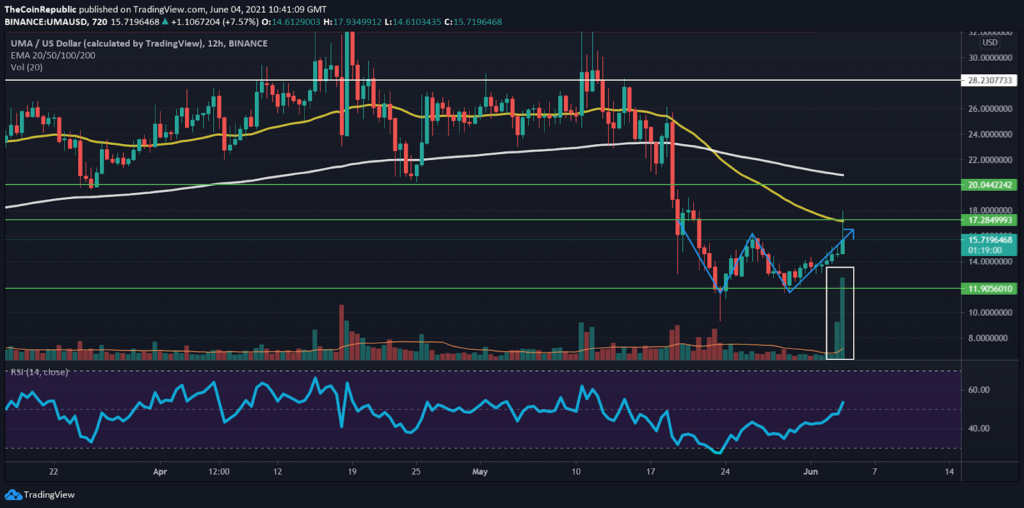 TheCoinRepublic published on TradingView.com, June 04, 2021 10:41:09 GMT
BINANCE:UMAUSD, 720 15.7196468 ▲ +1.1067204 (+7.57%) O:14.6129003 H:17.9349912 L:14.6103435 C:15.7196468
UMA / US Dollar (calculated by TradingView), 12h, BINANCE
EMA 20/50/100/200
Vol (20)
32.0000000
USD
30.0000000
28.2307733
26.0000000
24.0000000
22.0000000
20.0442242
18.0000000
17.2849993
15.7196468
01:19:00
14.0000000
11.9056010
10.0000000
8.0000000
RSI (14, close)
60.00
40.00
22 Apr 12:00 12 19 25 May 10 17 24 Jun 7 14
TradingView